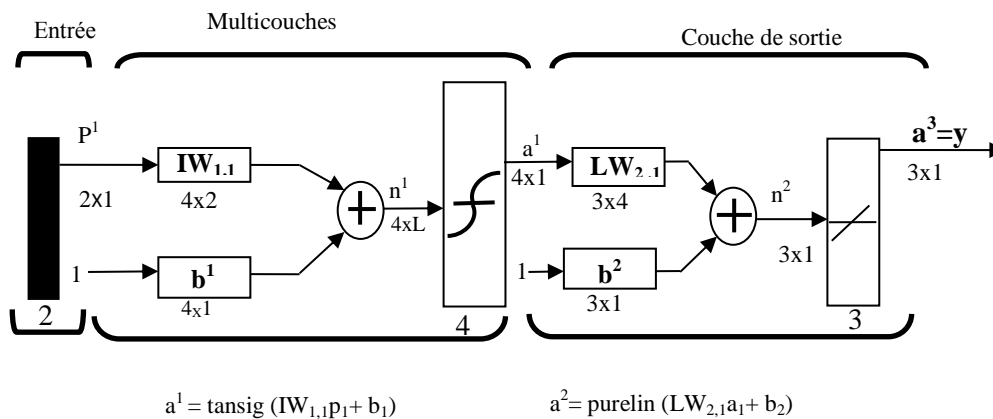 Entrée
Multicouches
Couche de sortie
P¹
IW₁,₁
2x1
4x2
n¹
4xL
a¹
4x1
LW₂,₁
3x4
n²
3x1
a³=y
3x1
1
b¹
4x1
1
b²
3x1
2
4
3
a¹ = tansig (IW₁,₁p₁+ b₁)
a²= purelin (LW₂,₁a₁+ b₂)